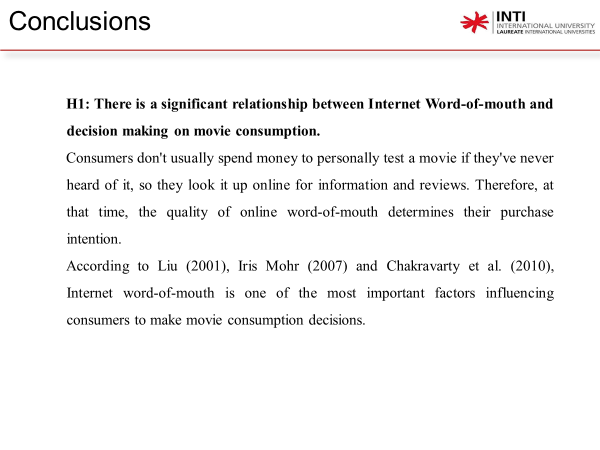 Conclusions
INTI
INTERNATIONAL UNIVERSITY
LAUREATE INTERNATIONAL UNIVERSITIES
H1: There is a significant relationship between Internet Word-of-mouth and
decision making on movie consumption.
Consumers don't usually spend money to personally test a movie if they've never
heard of it, so they look it up online for information and reviews. Therefore, at
that time, the quality of online word-of-mouth determines their purchase
intention.
According to Liu (2001), Iris Mohr (2007) and Chakravarty et al. (2010),
Internet word-of-mouth is one of the most important factors influencing
consumers to make movie consumption decisions.